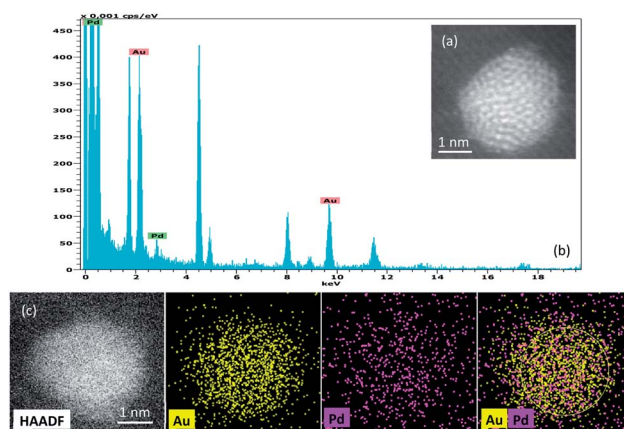 x 0.001 cps/eV
Pd
Au
Pd
Au
450
400
350
300
250
200
150
100
50
0
0 2 4 6 8 10 12 14 16 18
keV
(a)
1 nm
(b)
(c)
HAADF
1 nm
Au
Pd
Au Pd